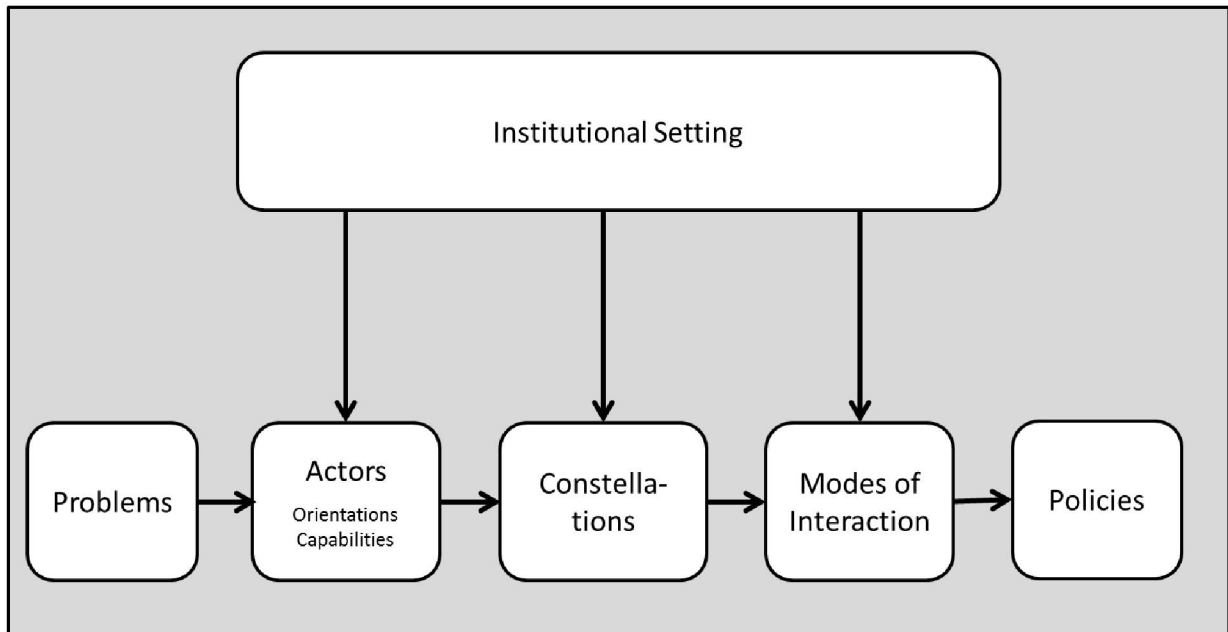 Institutional Setting
Problems
Actors
Orientations
Capabilities
Constella-
tions
Modes of
Interaction
Policies